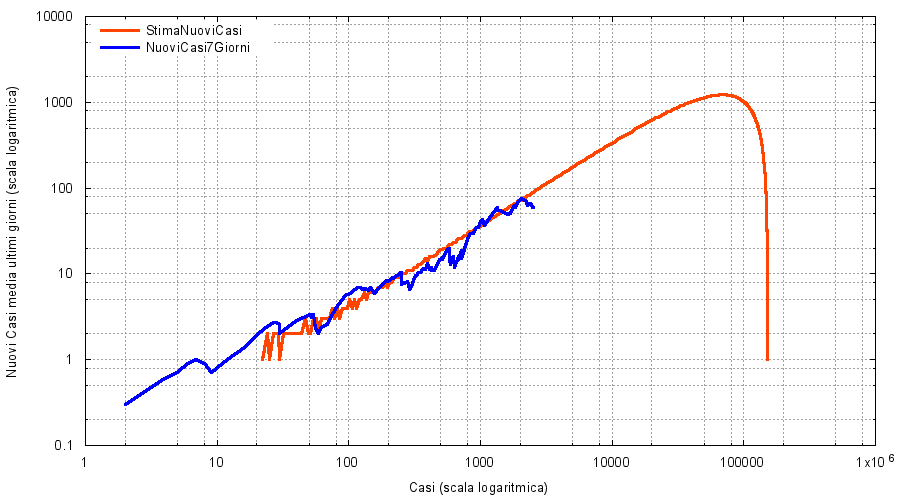 10000
1000
100
10
1
0.1
Nuovi Casi media ultimi giorni (scala logaritmica)
StimaNuoviCasi
NuoviCasi7Giorni
1
10
100
1000
10000
100000
1x10 6
Casi (scala logaritmica)